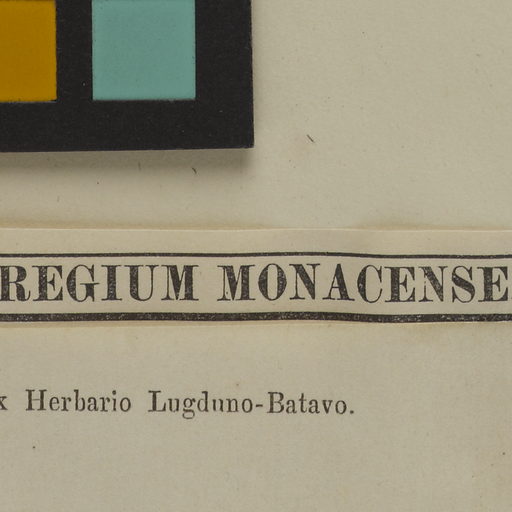 REGIUM MONACENSE
x Herbario Lugduno-Batavo.